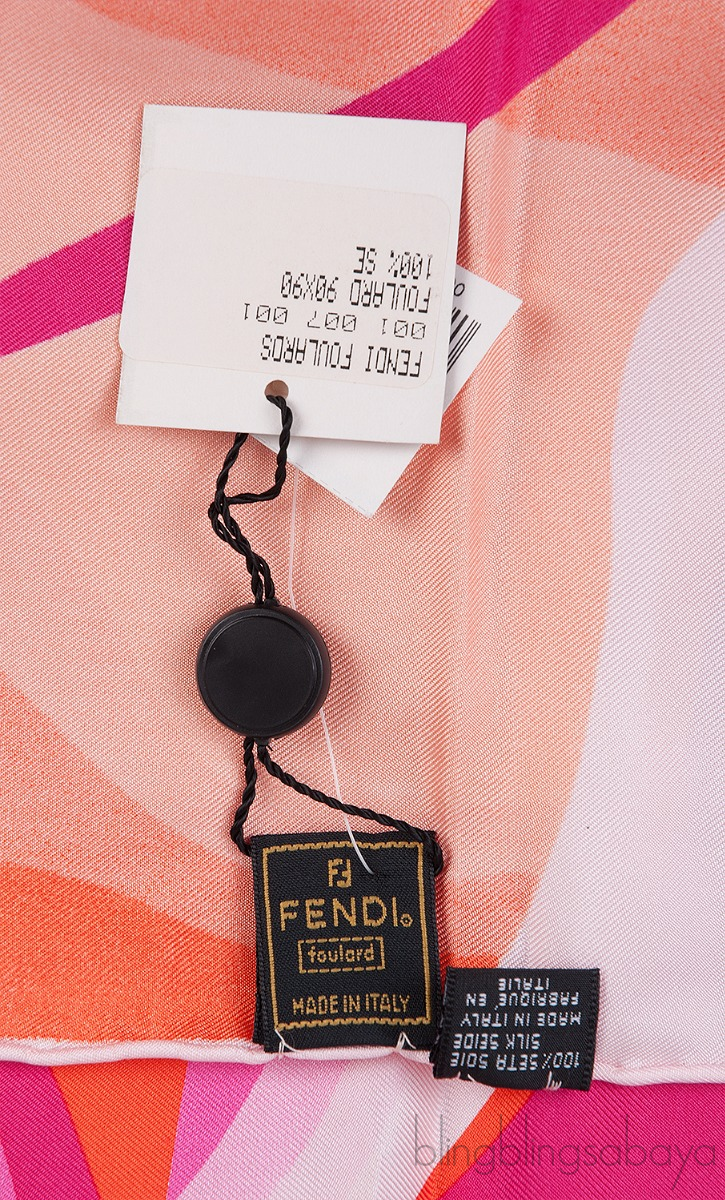 FENDI FOULARDS
001 007 001
FOULARD 90X90
100% SE
FENDI
foulard
MADE IN ITALY
100% SETA SOIE
SILK SEIDE
MADE IN ITALY
FABRIQUE EN
ITALIE
blingblingsabaya